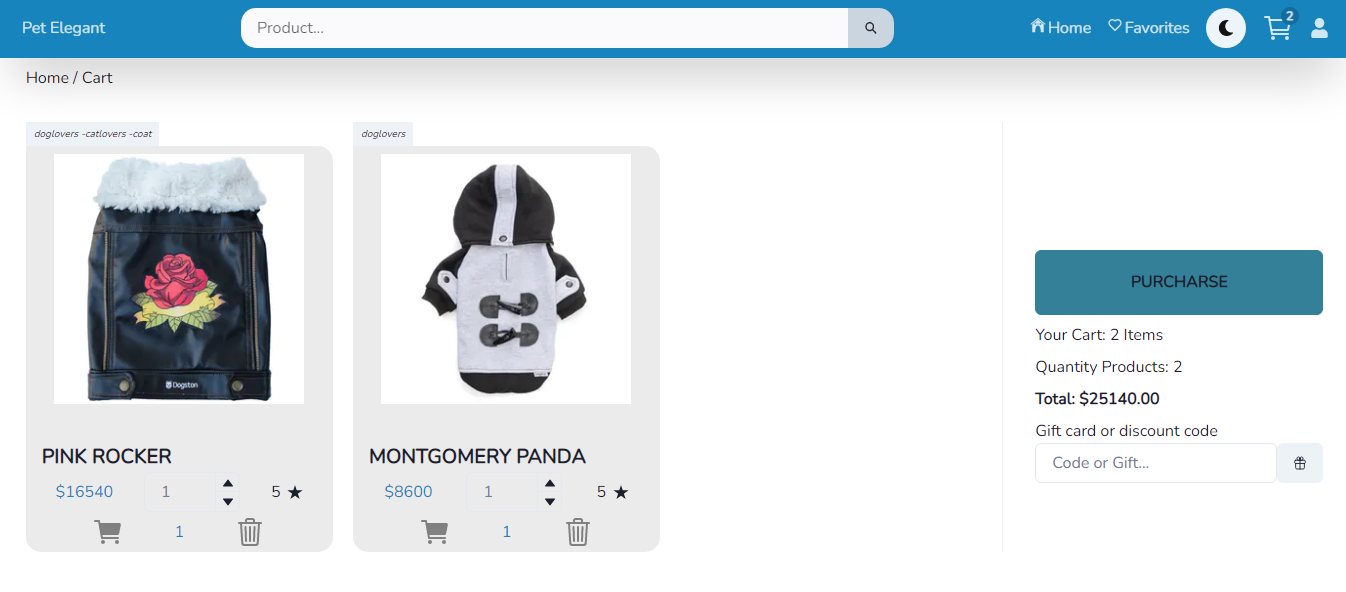 Pet Elegant
Product...
Home
Favorites
2
Home / Cart
doglovers -catlovers -coat
doglovers
Dogston
PINK ROCKER
$16540
1
5 ★
1
MONTGOMERY PANDA
$8600
1
5 ★
1
PURCHARSE
Your Cart: 2 Items
Quantity Products: 2
Total: $25140.00
Gift card or discount code
Code or Gift...